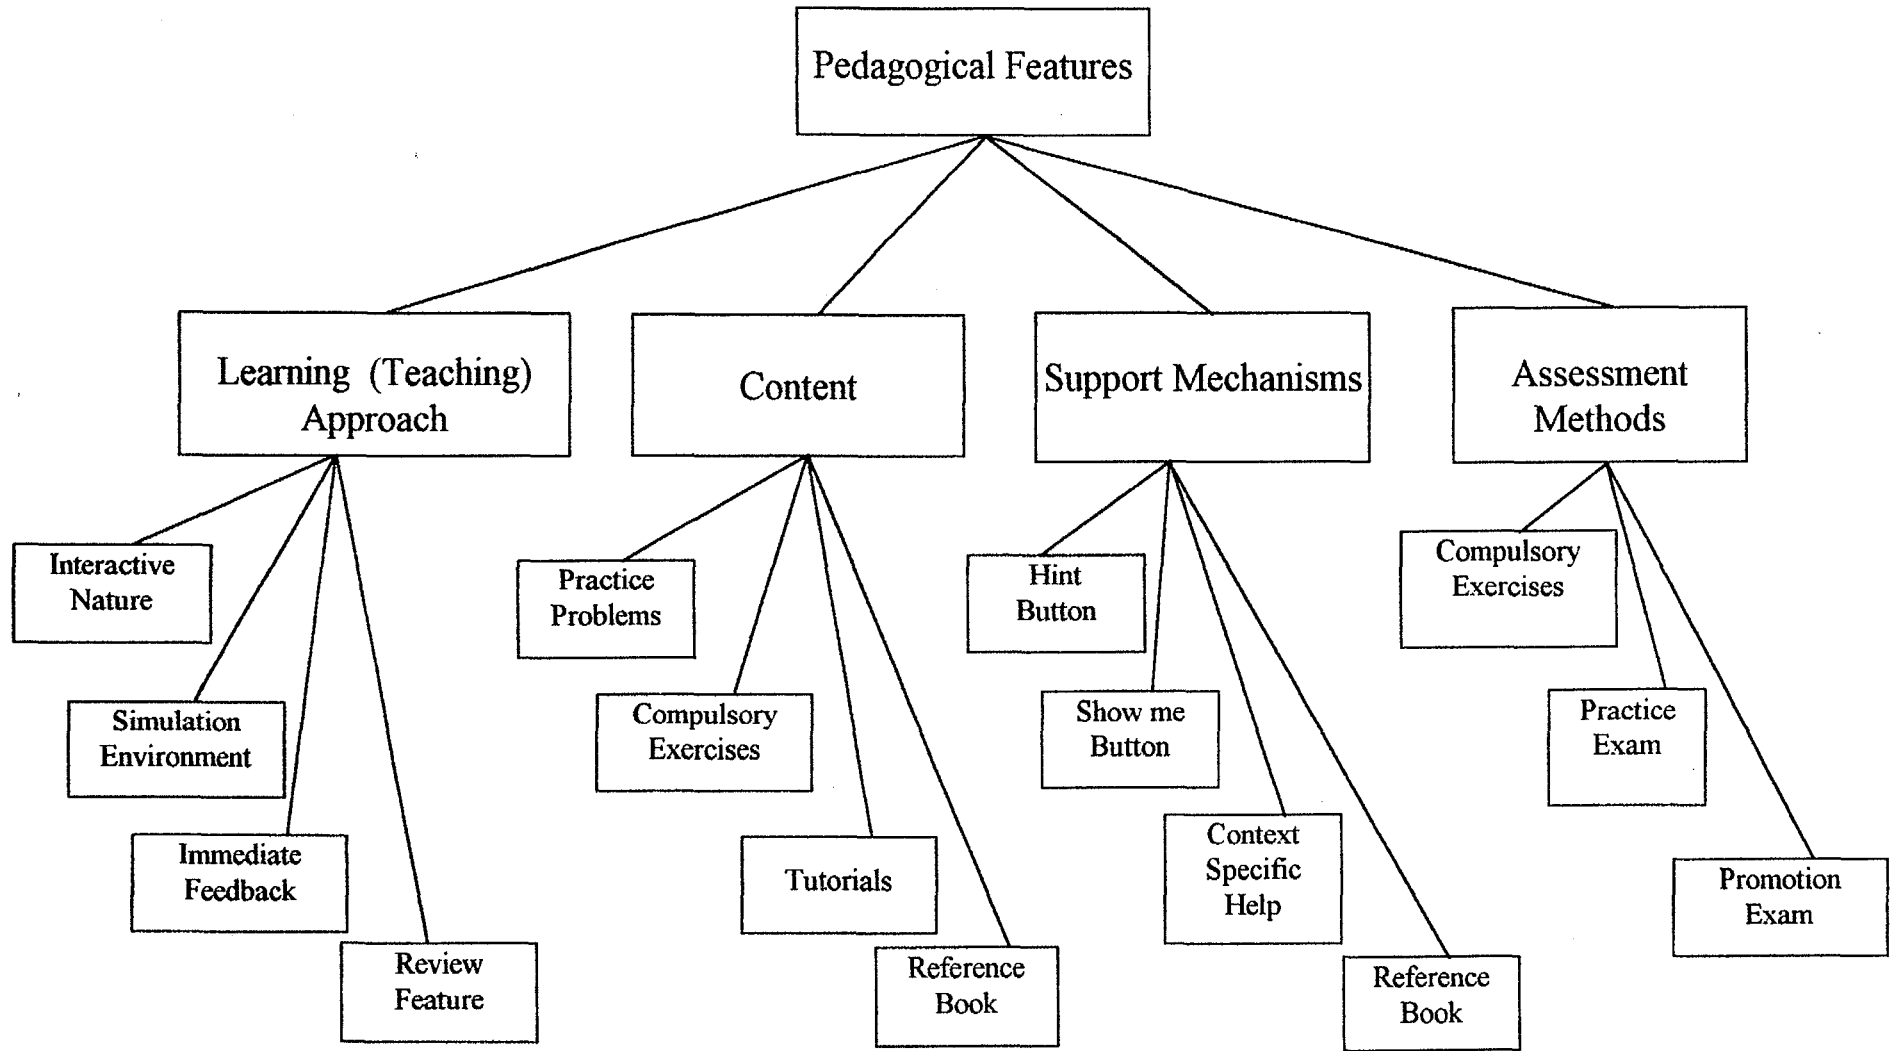 Pedagogical Features
Learning (Teaching)
Approach
Content
Support Mechanisms
Assessment
Methods
Interactive
Nature
Simulation
Environment
Immediate
Feedback
Review
Feature
Practice
Problems
Compulsory
Exercises
Tutorials
Reference
Book
Hint
Button
Show me
Button
Context
Specific
Help
Reference
Book
Compulsory
Exercises
Practice
Exam
Promotion
Exam